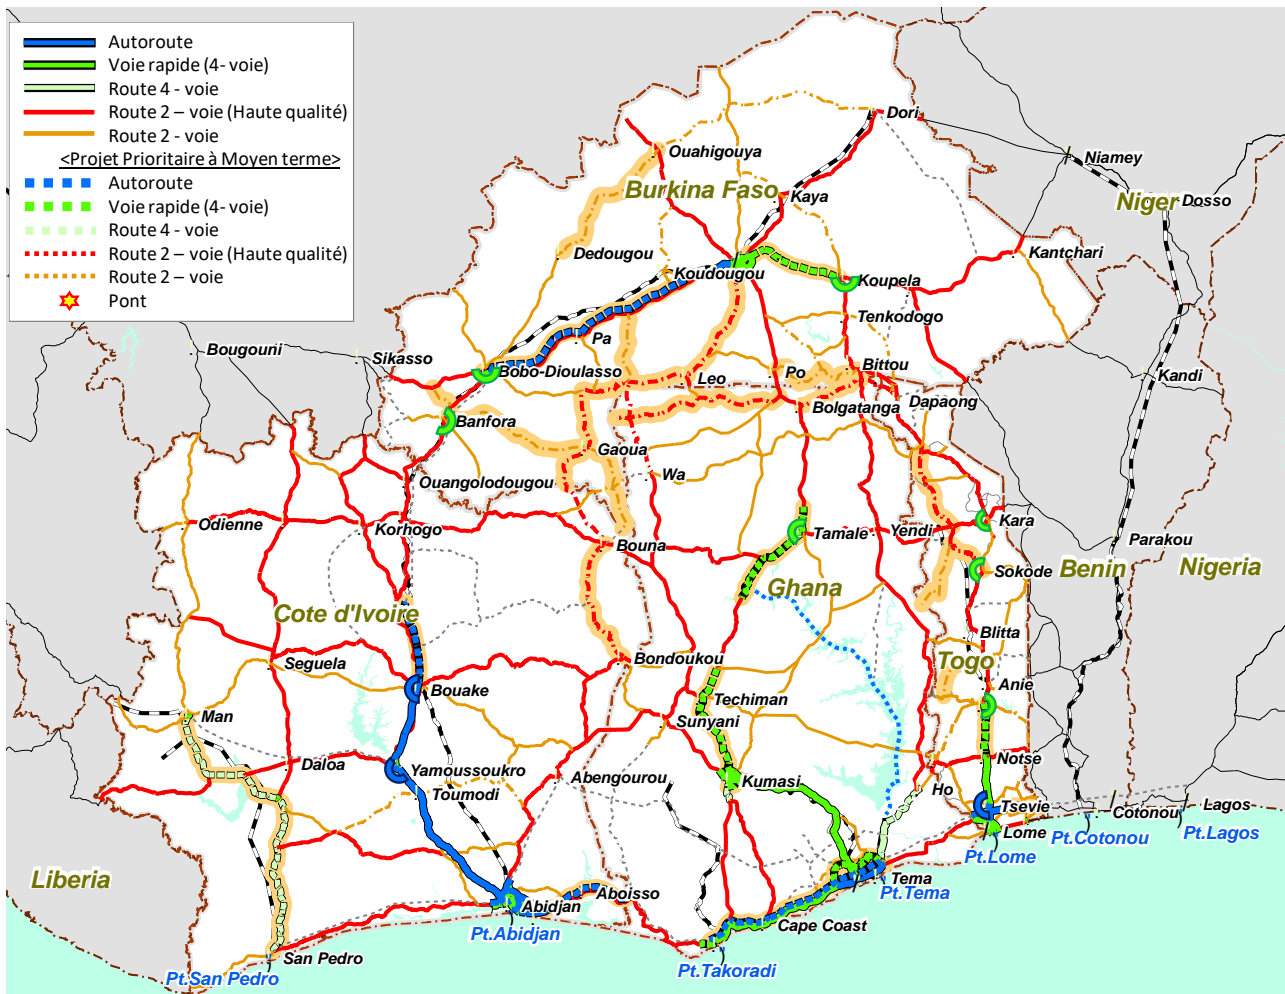 Autoroute
Voie rapide (4- voie)
Route 4 - voie
Route 2 – voie (Haute qualité)
Route 2 - voie
<Projet Prioritaire à Moyen terme>
Autoroute
Voie rapide (4-voie)
Route 4 - voie
Route 2 – voie (Haute qualité)
Route 2 – voie
Pont
Dori
Ouahigouya
Niamey
Burkina Faso
Kaya
Niger
Dosso
Dedougou
Kantchari
Koudougou
Koupela
Tenkodogo
Pa
Bougouni
Sikasso
Bobo-Dioulasso
Leo
Po
Bittou
Kandi
Dapaong
Bolgatanga
Banfora
Gaoua
Wa
Ouangolodougou
Odienne
Korhogo
Tamale
Yendi
Kara
Bouna
Parakou
Benin
Nigeria
Sokode
Ghana
Cote d'Ivoire
Blitta
Seguela
Bondoukou
Togo
Anie
Bouake
Techiman
Man
Sunyani
Notse
Daloa
Yamoussoukro
Abengourou
Kumasi
Ho
Toumodi
Tsevie
Cotonou
Lagos
Lome
Pt.Cotonou
Pt.Lagos
Pt.Lome
Liberia
Tema
Pt.Tema
Aboisso
Abidjan
Cape Coast
Pt.Abidjan
San Pedro
Pt.San Pedro
Pt.Takoradi